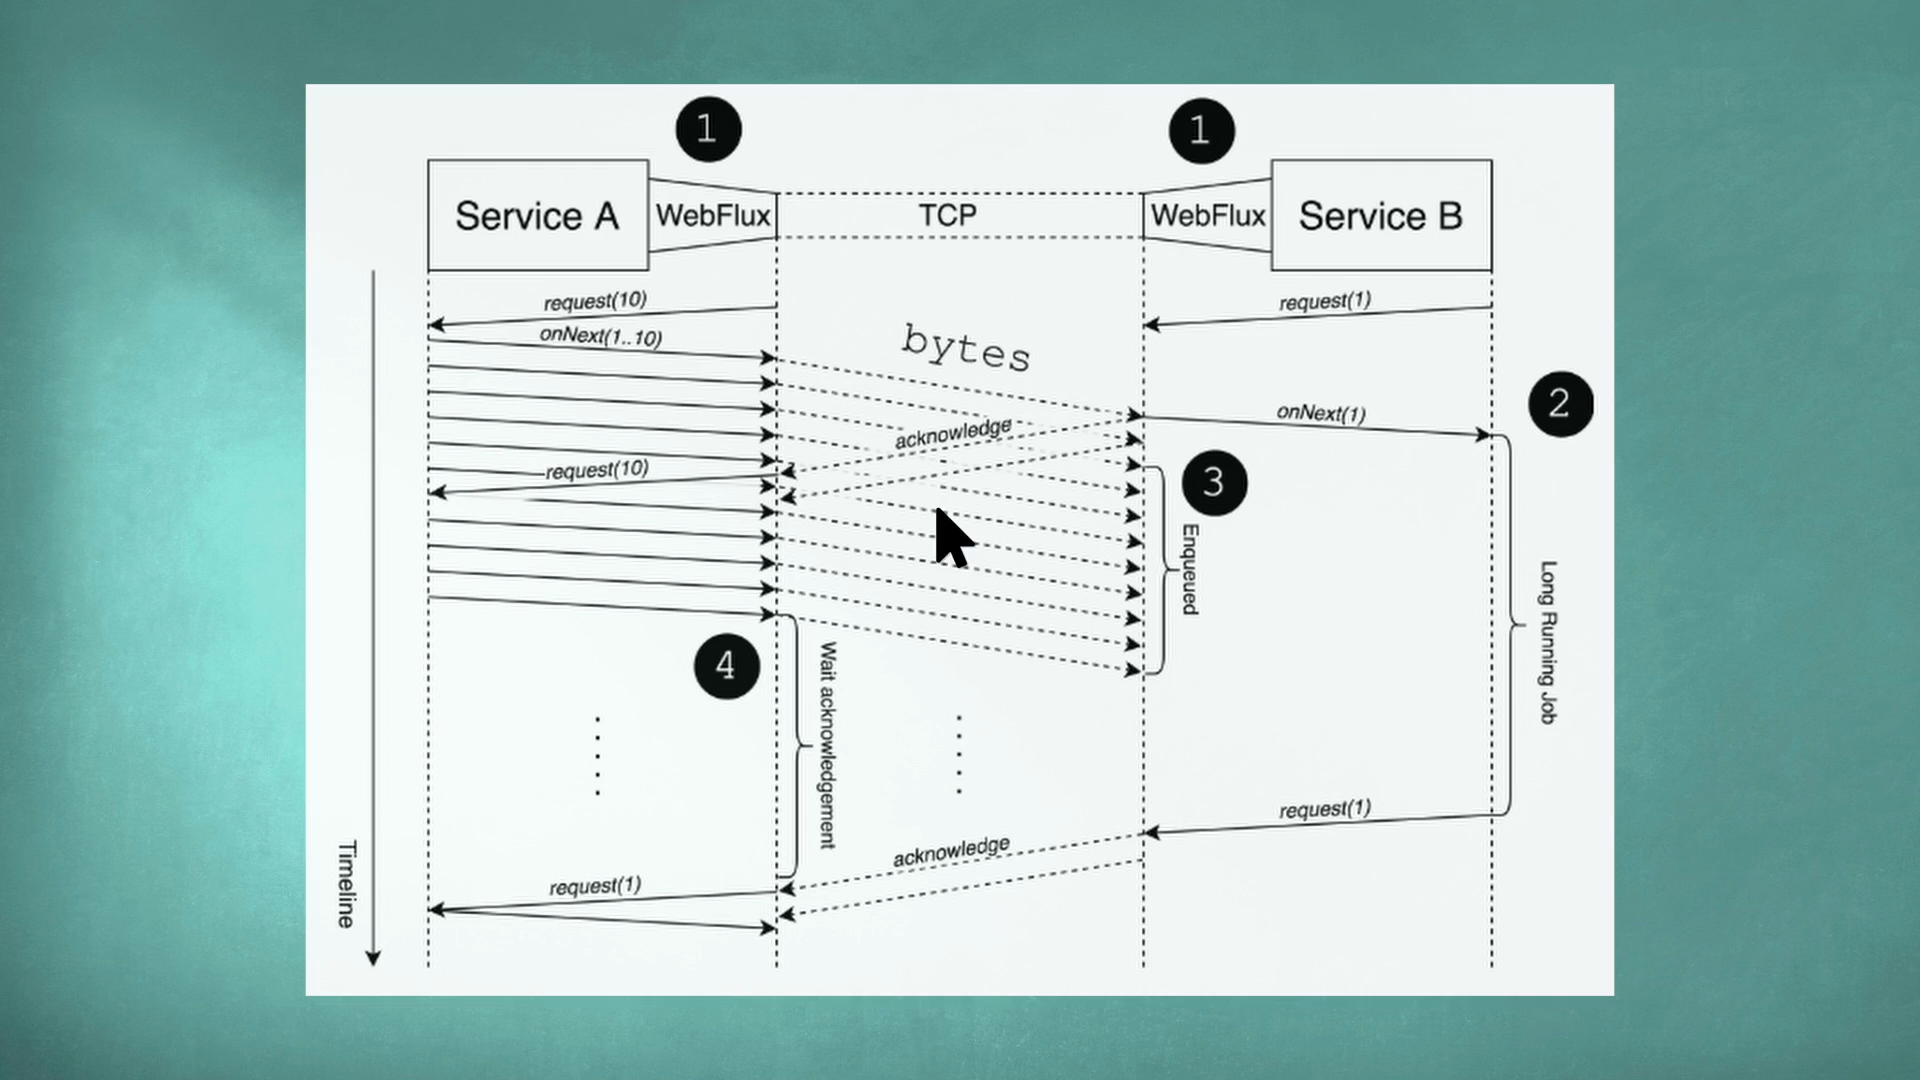 1
1
Service A
WebFlux
TCP
WebFlux
Service B
request(10)
request(1)
onNext(1..10)
bytes
2
onNext(1)
acknowledge
request(10)
3
Enqueued
Long Running Job
4
Wait acknowledgement
request(1)
acknowledge
request(1)
Timeline